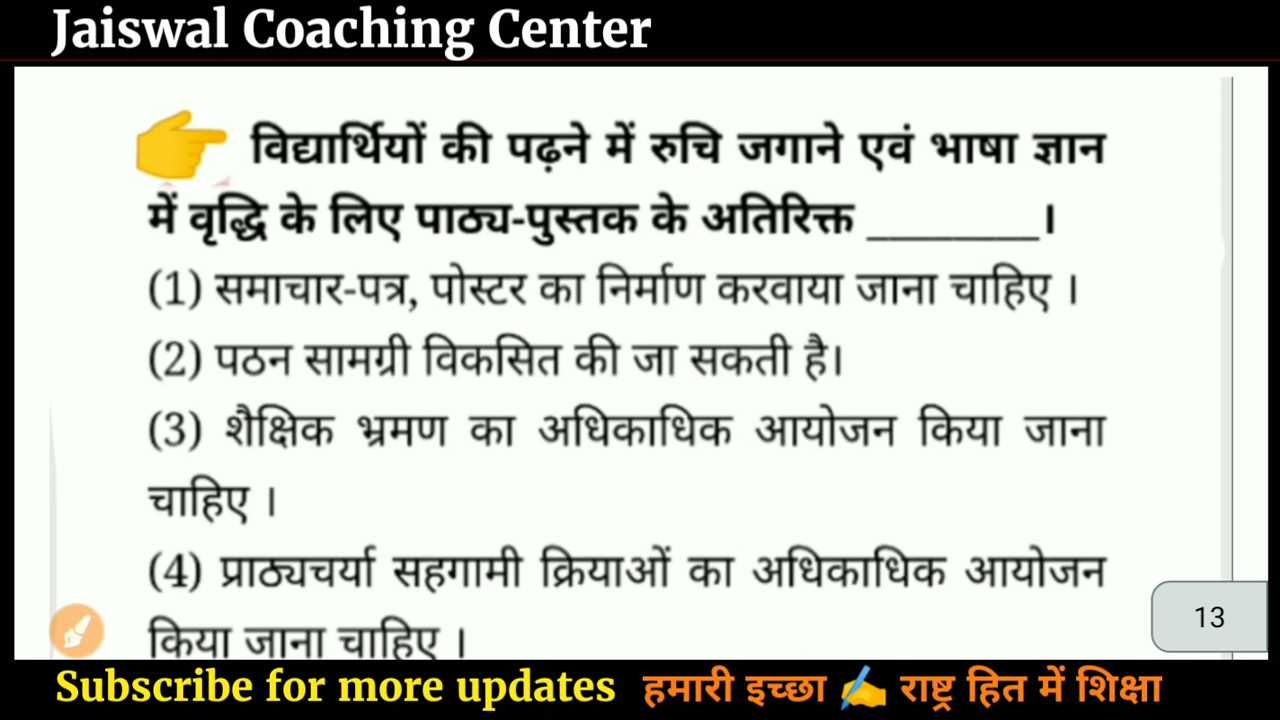 Jaiswal Coaching Center
विद्यार्थियों की पढ़ने में रुचि जगाने एवं भाषा ज्ञान
में वृद्धि के लिए पाठ्य-पुस्तक के अतिरिक्त ________।
(1) समाचार-पत्र, पोस्टर का निर्माण करवाया जाना चाहिए ।
(2) पठन सामग्री विकसित की जा सकती है।
(3) शैक्षिक भ्रमण का अधिकाधिक आयोजन किया जाना
चाहिए ।
(4) प्राठ्यचर्या सहगामी क्रियाओं का अधिकाधिक आयोजन
किया जाना चाहिए ।
13
Subscribe for more updates हमारी इच्छा ✍️ राष्ट्र हित में शिक्षा